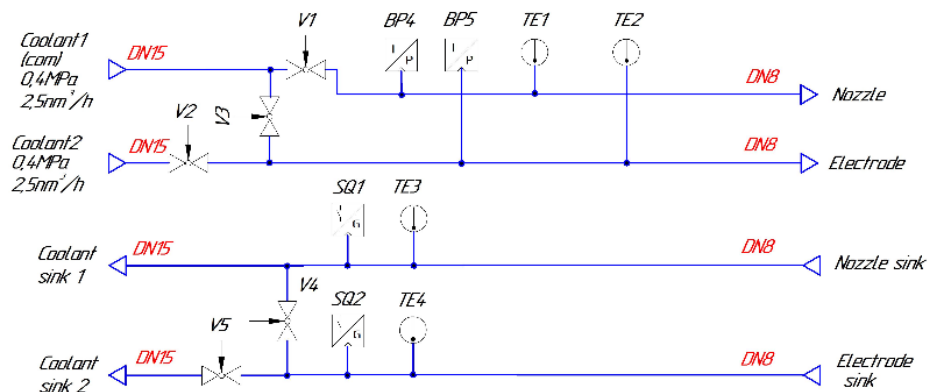 V1
BP4
BP5
TE1
TE2
Coolant1
(com)
0,4MPa
2,5nm³/h
DN15
I
P
I
P
DN8
Nozzle
V2
V3
Coolant2
0,4MPa
2,5nm³/h
DN15
DN8
Electrode
SQ1
TE3
G
Coolant
sink 1
DN15
DN8
Nozzle sink
V4
SQ2
TE4
V5
G
Coolant
sink 2
DN15
DN8
Electrode
sink